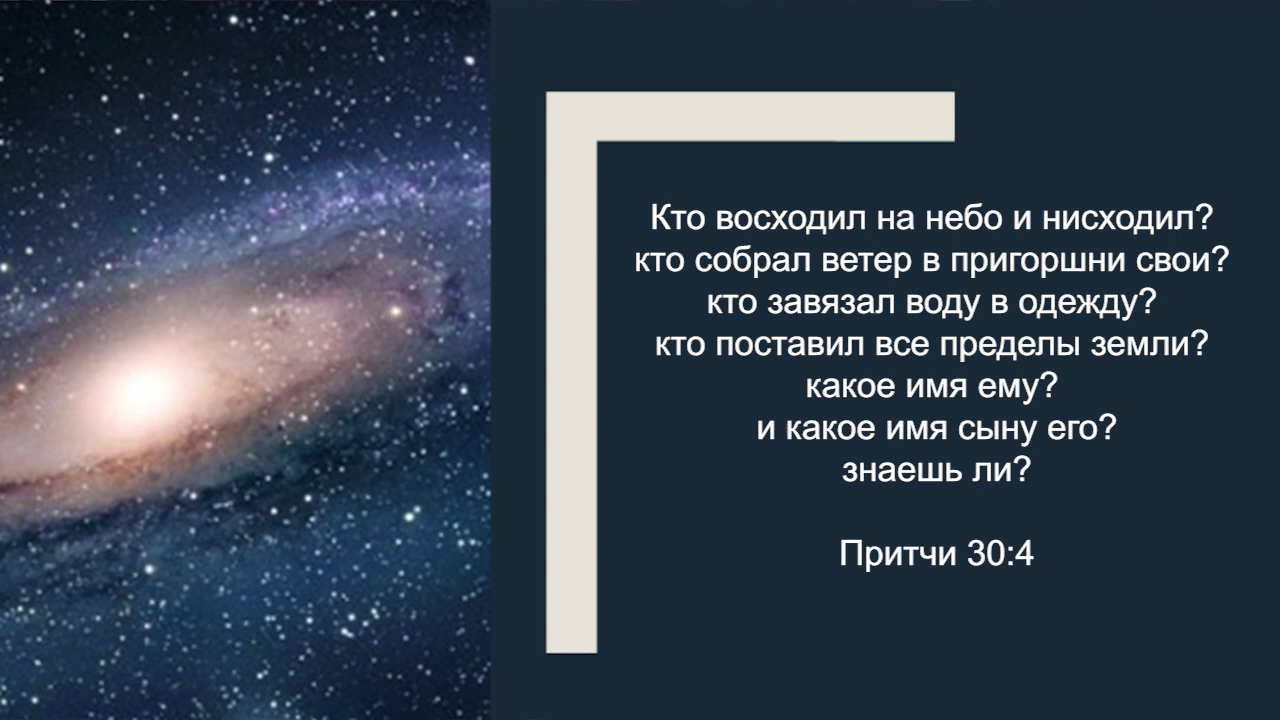 Кто восходил на небо и нисходил?
кто собрал ветер в пригоршни свои?
кто завязал воду в одежду?
кто поставил все пределы земли?
какое имя ему?
и какое имя сыну его?
знаешь ли?
Притчи 30:4